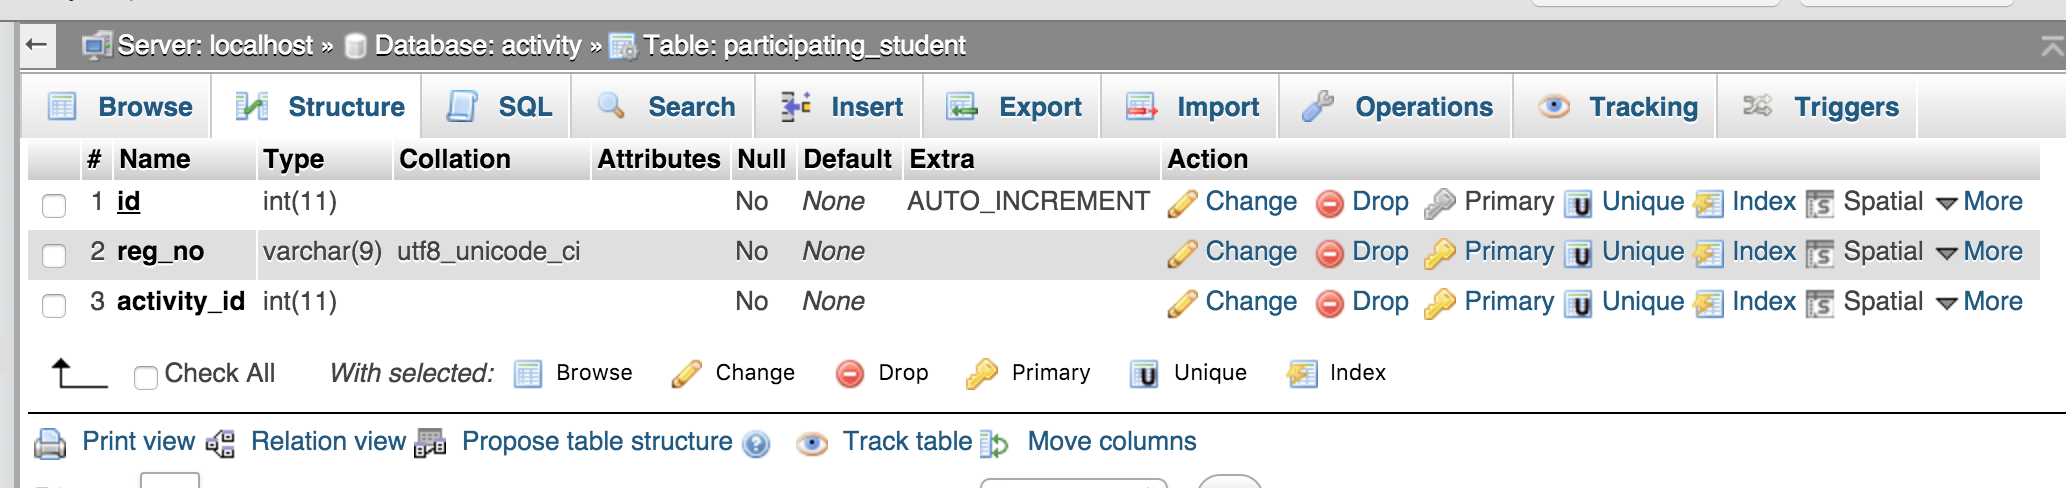 Server: localhost » Database: activity » Table: participating_student
Browse Structure SQL Search Insert Export Import Operations Tracking Triggers
# Name Type Collation Attributes Null Default Extra Action
1 id int(11) No None AUTO_INCREMENT Change Drop Primary Unique Index Spatial More
2 reg_no varchar(9) utf8_unicode_ci No None Change Drop Primary Unique Index Spatial More
3 activity_id int(11) No None Change Drop Primary Unique Index Spatial More
Check All With selected: Browse Change Drop Primary Unique Index
Print view Relation view Propose table structure Track table Move columns